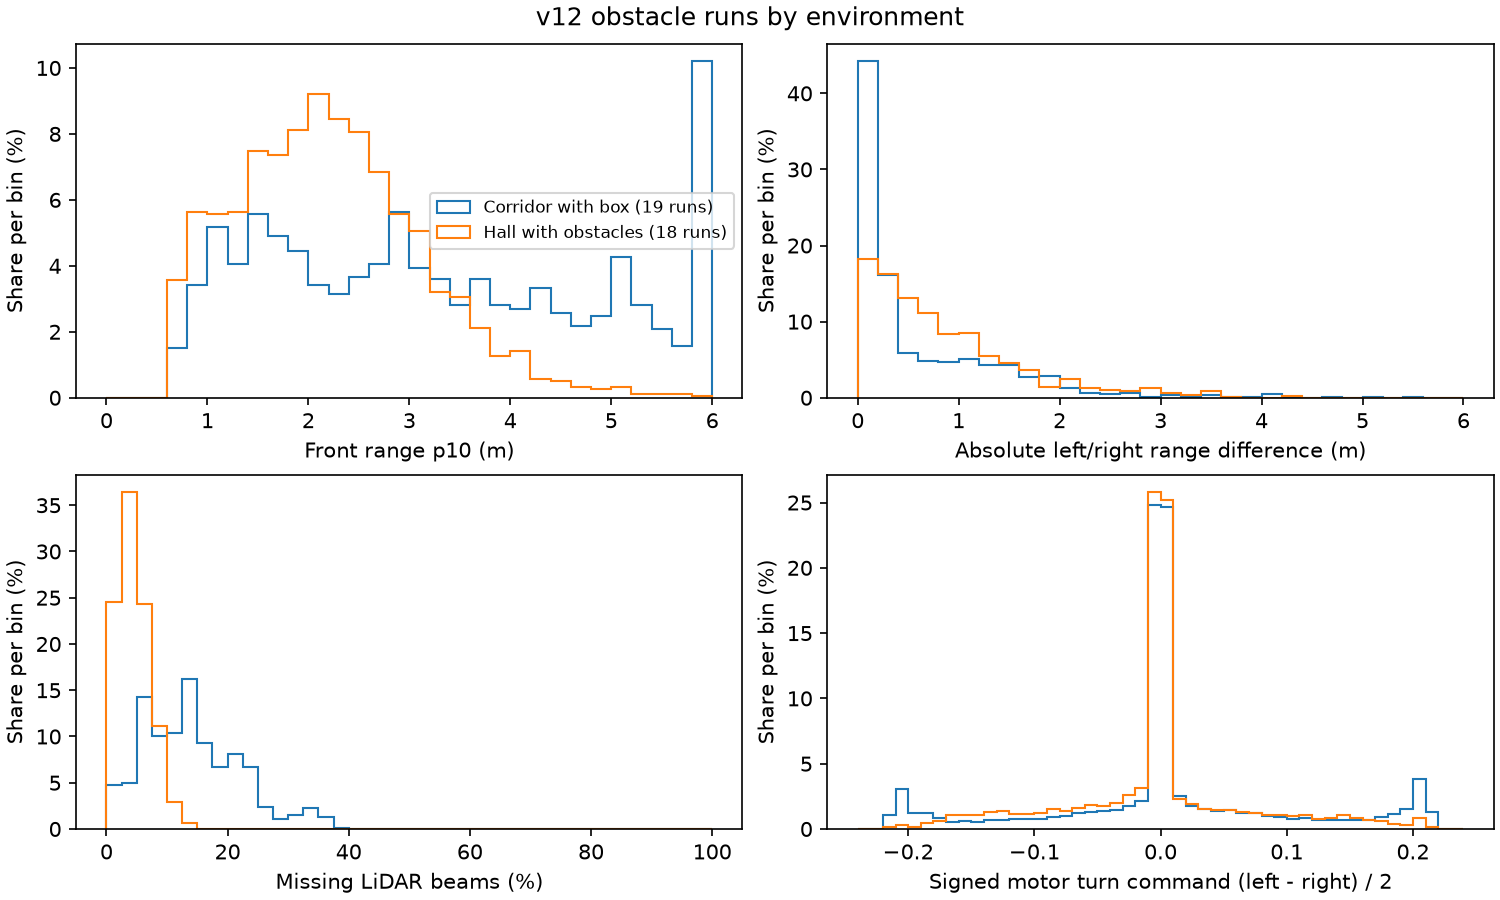 v12 obstacle runs by environment
Share per bin (%)
10
8
6
4
2
0
0 1 2 3 4 5 6
Front range p10 (m)
Corridor with box (19 runs)
Hall with obstacles (18 runs)
Share per bin (%)
40
30
20
10
0
0 1 2 3 4 5 6
Absolute left/right range difference (m)
Share per bin (%)
35
30
25
20
15
10
5
0
0 20 40 60 80 100
Missing LiDAR beams (%)
Share per bin (%)
25
20
15
10
5
0
−0.2 −0.1 0.0 0.1 0.2
Signed motor turn command (left - right) / 2